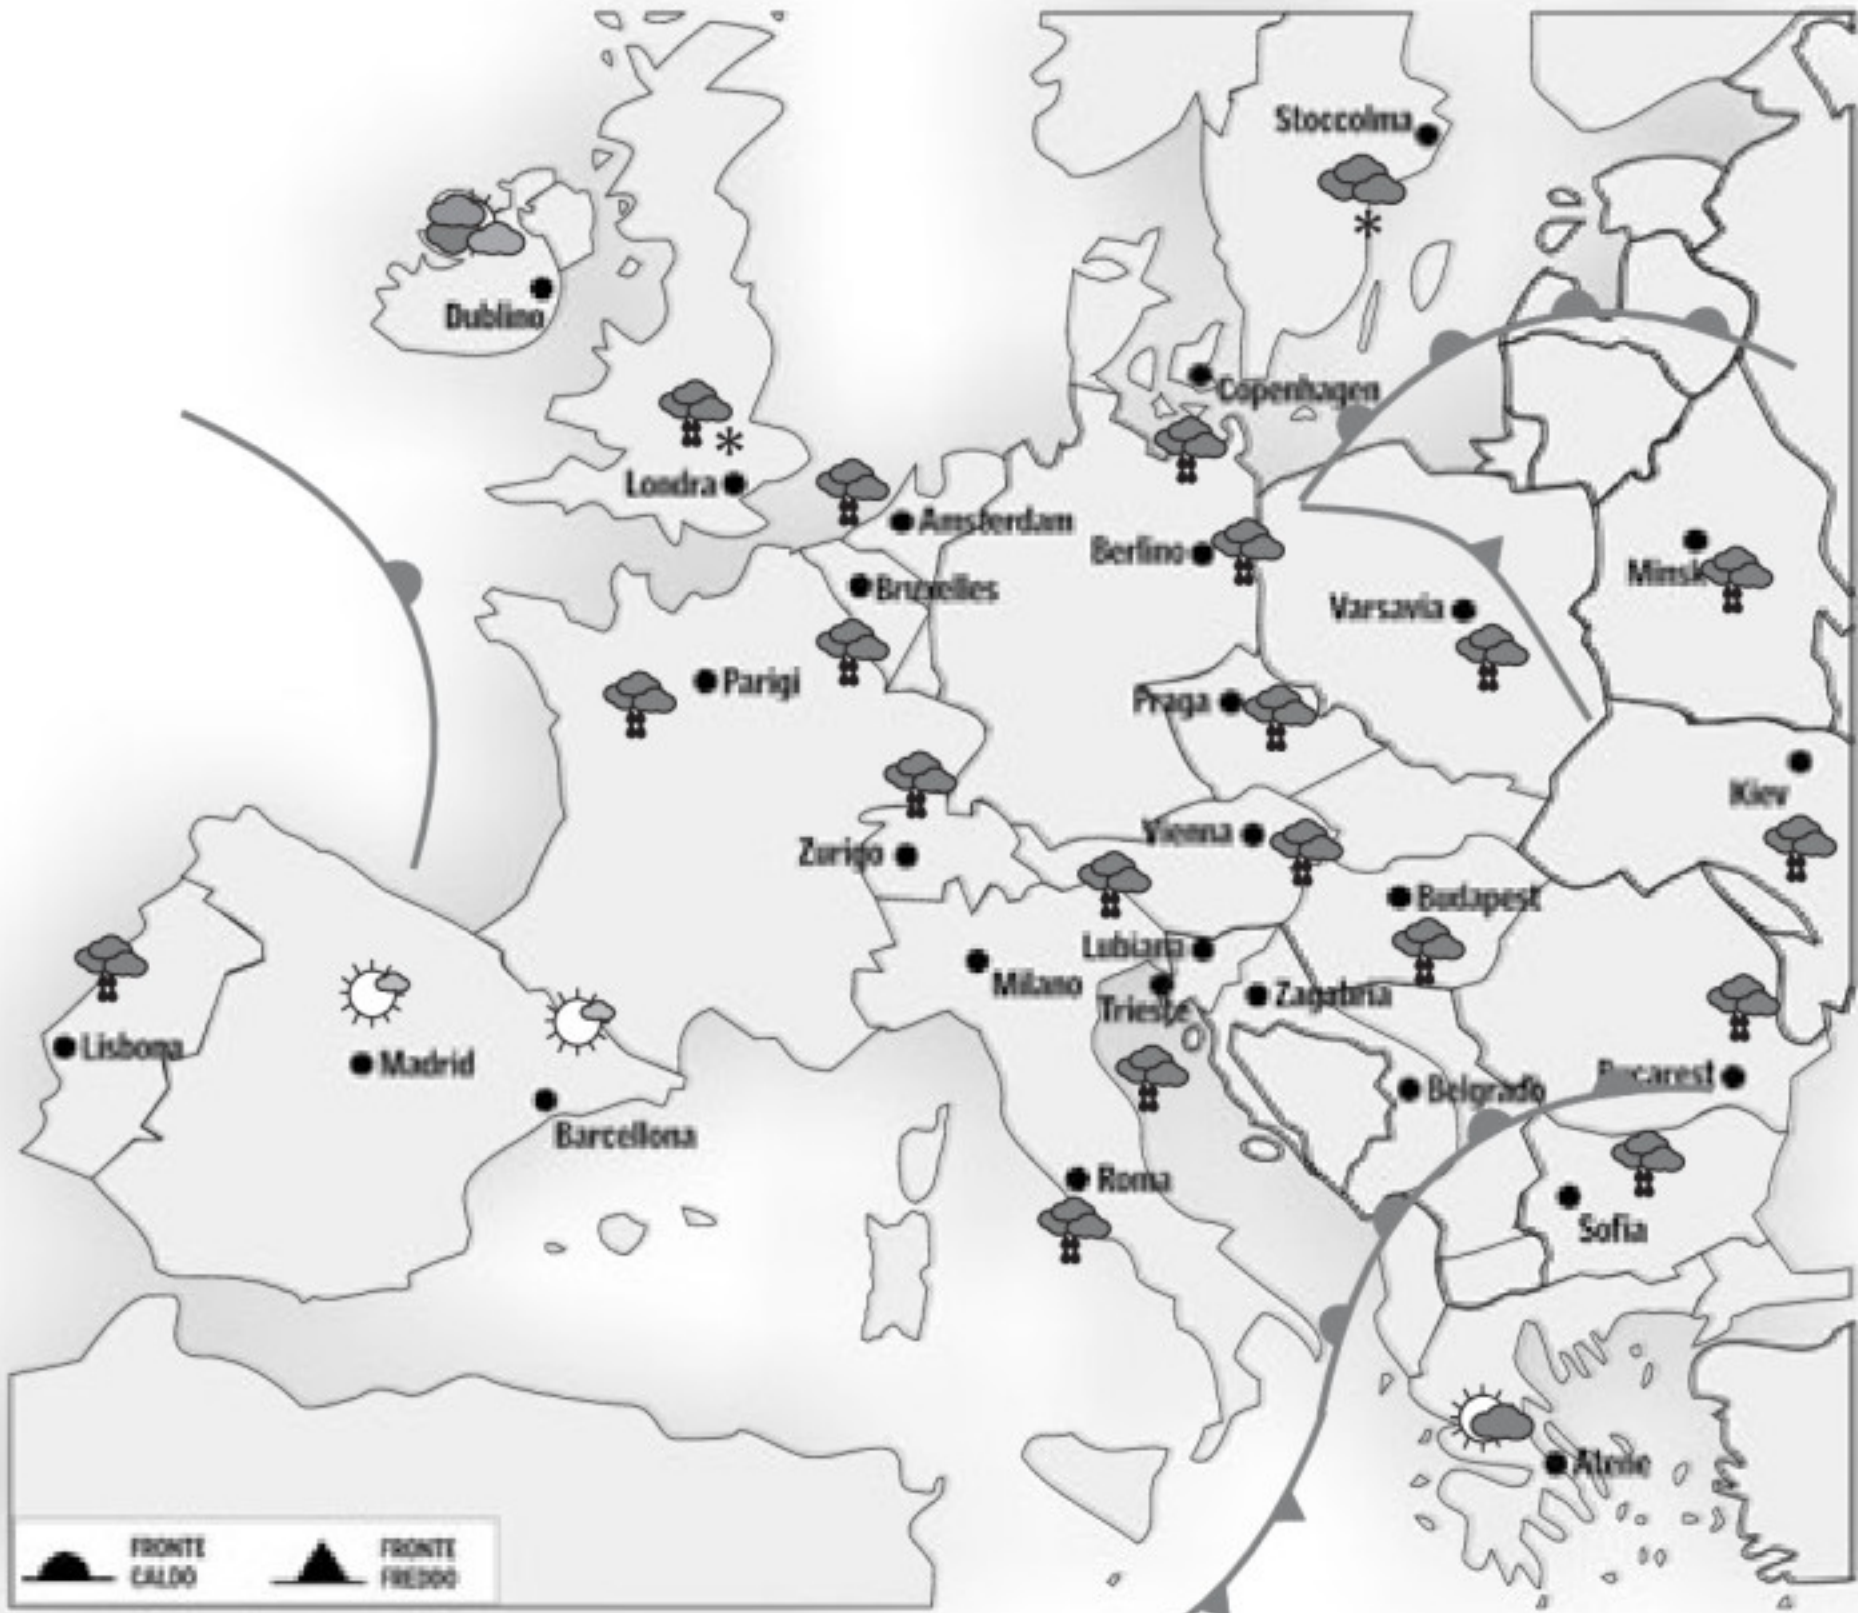 Stoccolma
Dublino
Copenhagen
Londra
Amsterdam
Berlino
Minsk
Bruxelles
Varsavia
Parigi
Praga
Kiev
Vienna
Zurigo
Budapest
Lubiana
Milano
Zagabria
Trieste
Lisbona
Madrid
Bucarest
Belgrado
Barcellona
Roma
Sofia
Atene
FRONTE
CALDO
FRONTE
FREDDO